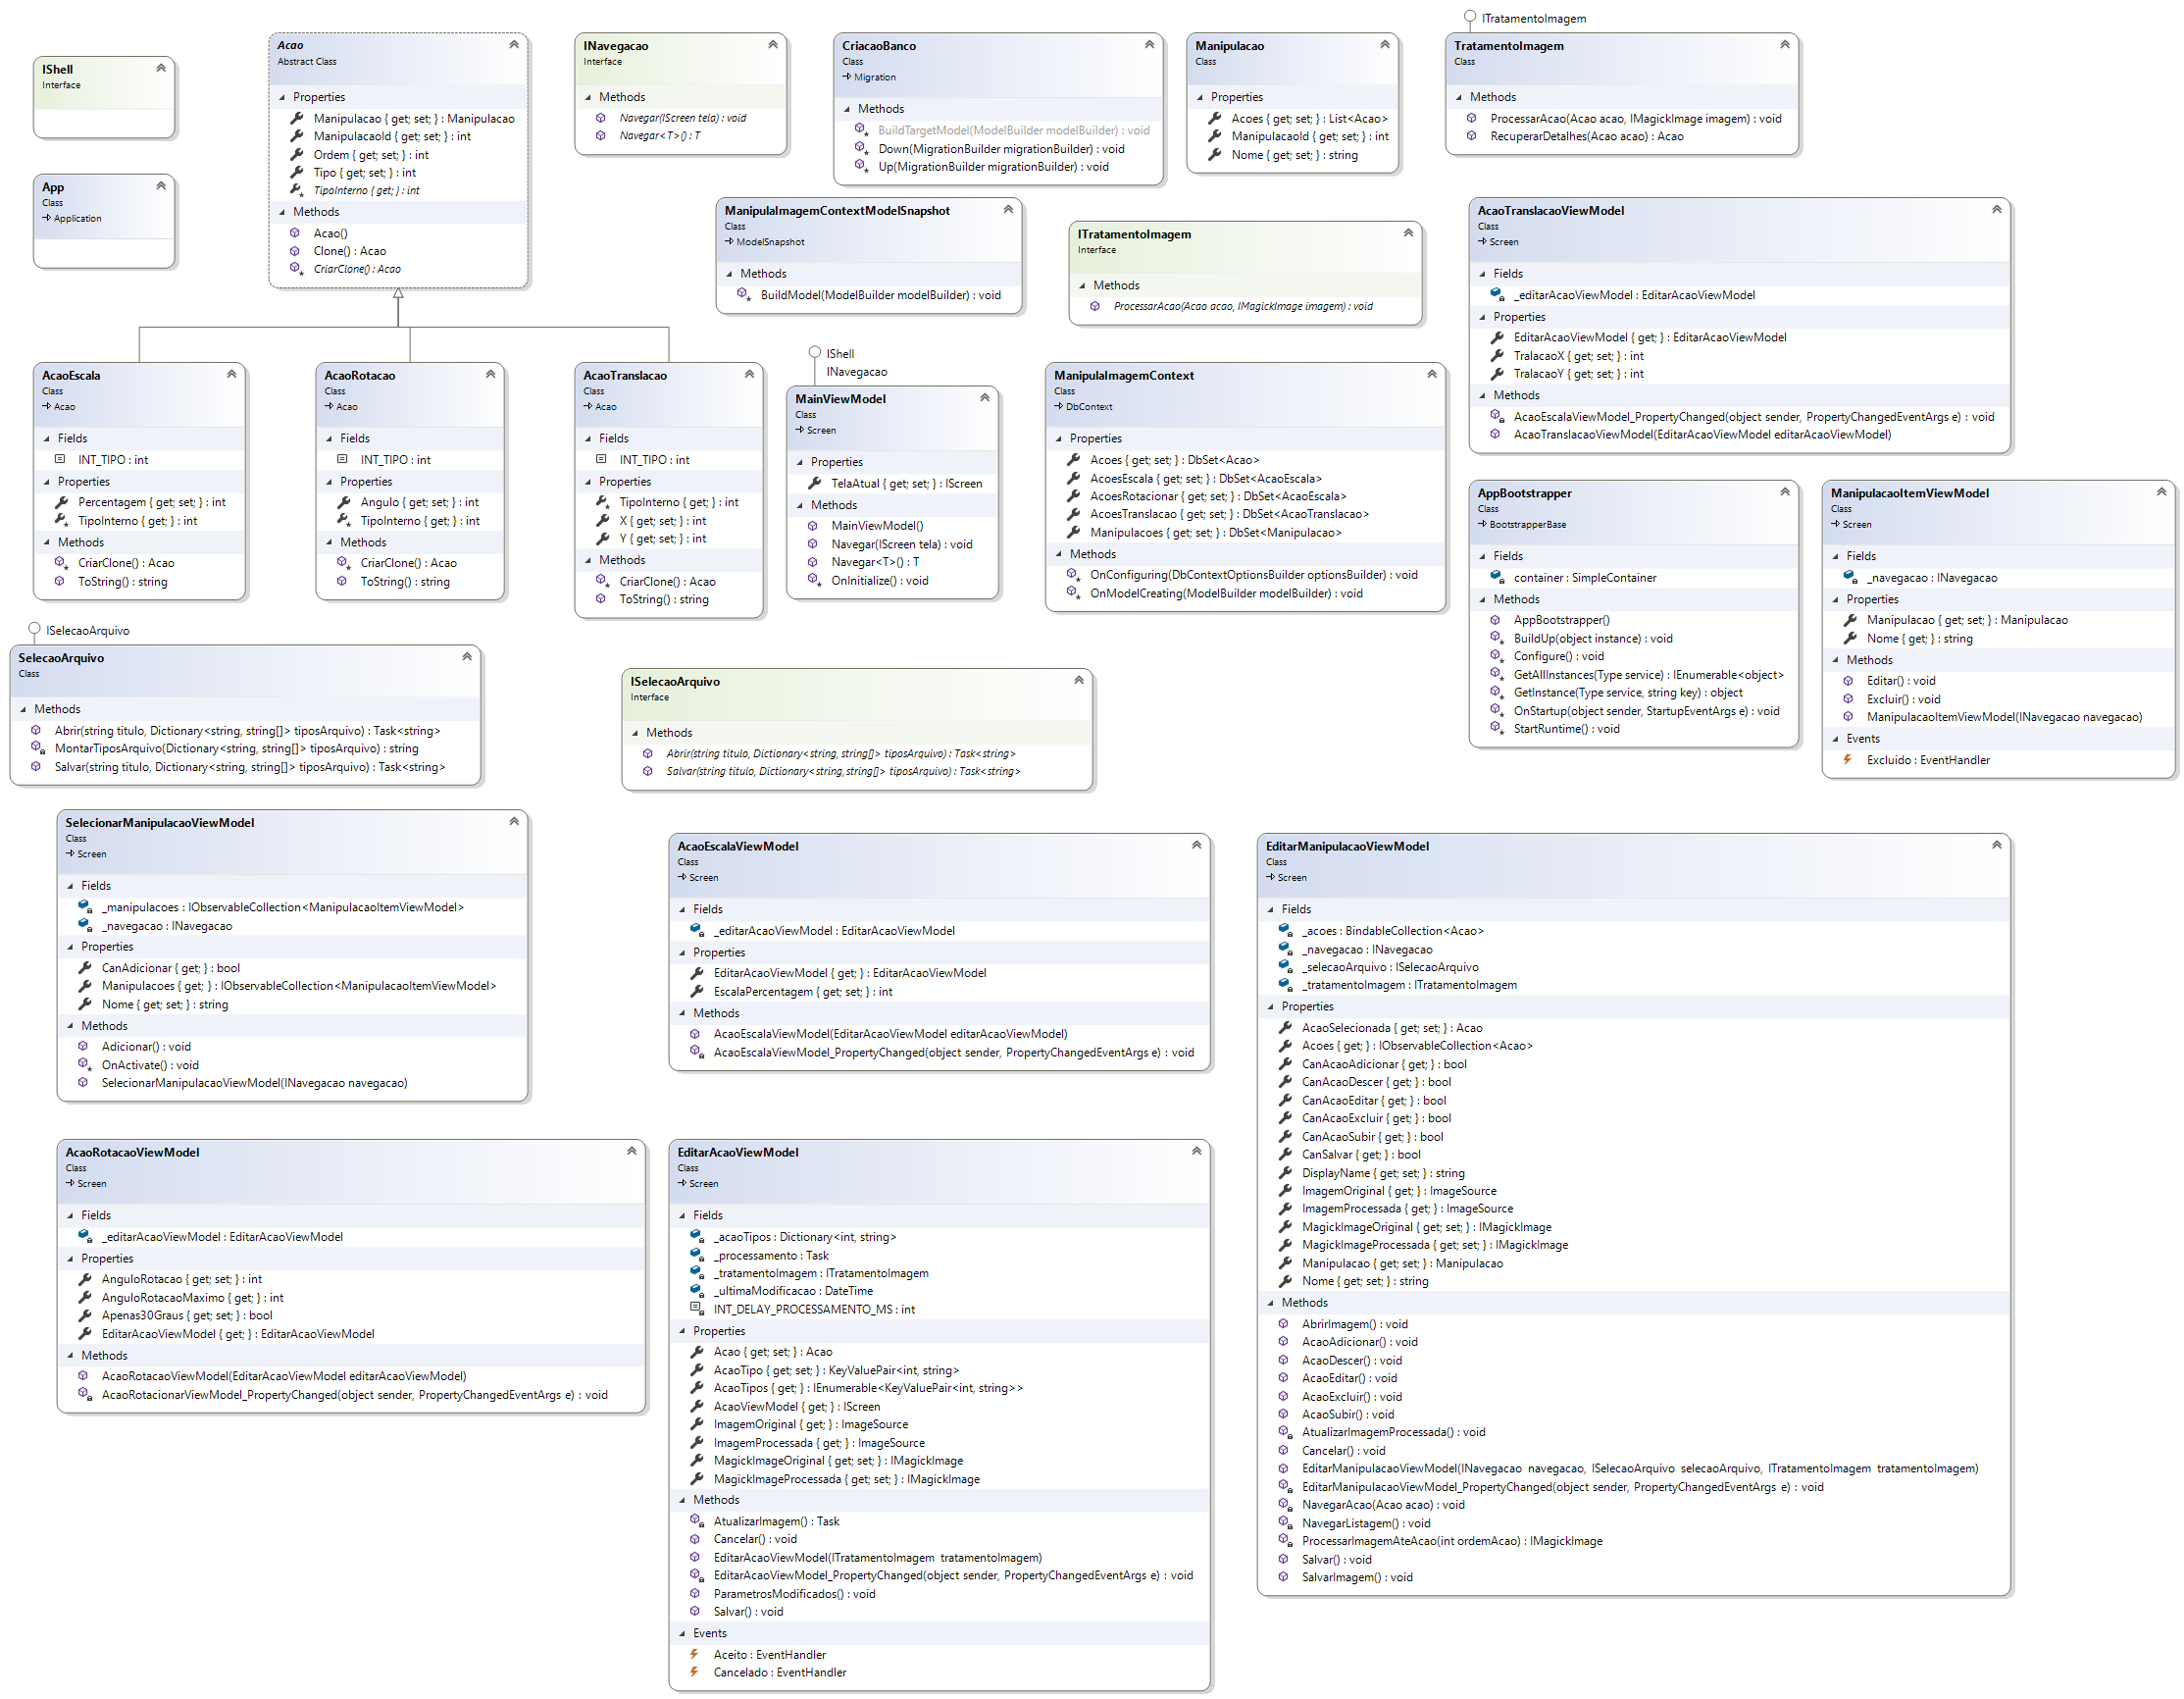 IShell
Interface
App
Class
Application
Acao
Abstract Class
Properties
Manipulacao { get; set; } : Manipulacao
ManipulacaoId { get; set; } : int
Ordem { get; set; } : int
Tipo { get; set; } : int
TipoInterno { get; } : int
Methods
Acao()
Clone() : Acao
CriarClone() : Acao
INavegacao
Interface
Methods
Navegar(IScreen tela) : void
Navegar<T>() : T
CriacaoBanco
Class
Migration
Methods
BuildTargetModel(ModelBuilder modelBuilder) : void
Down(MigrationBuilder migrationBuilder) : void
Up(MigrationBuilder migrationBuilder) : void
Manipulacao
Class
Properties
Acoes { get; set; } : List<Acao>
ManipulacaoId { get; set; } : int
Nome { get; set; } : string
ITratamentoImagem
TratamentoImagem
Class
Methods
ProcessarAcao(Acao acao, IMagickImage imagem) : void
RecuperarDetalhes(Acao acao) : Acao
ManipulaImagemContextModelSnapshot
Class
ModelSnapshot
Methods
BuildModel(ModelBuilder modelBuilder) : void
ITratamentoImagem
Interface
Methods
ProcessarAcao(Acao acao, IMagickImage imagem) : void
AcaoTranslacaoViewModel
Class
Screen
Fields
_editarAcaoViewModel : EditarAcaoViewModel
Properties
EditarAcaoViewModel { get; } : EditarAcaoViewModel
TralacaoX { get; set; } : int
TralacaoY { get; set; } : int
Methods
AcaoEscalaViewModel_PropertyChanged(object sender, PropertyChangedEventArgs e) : void
AcaoTranslacaoViewModel(EditarAcaoViewModel editarAcaoViewModel)
AcaoEscala
Class
Acao
Fields
INT_TIPO : int
Properties
Percentagem { get; set; } : int
TipoInterno { get; } : int
Methods
CriarClone() : Acao
ToString() : string
AcaoRotacao
Class
Acao
Fields
INT_TIPO : int
Properties
Angulo { get; set; } : int
TipoInterno { get; } : int
Methods
CriarClone() : Acao
ToString() : string
AcaoTranslacao
Class
Acao
Fields
INT_TIPO : int
Properties
TipoInterno { get; } : int
X { get; set; } : int
Y { get; set; } : int
Methods
CriarClone() : Acao
ToString() : string
IShell
INavegacao
MainViewModel
Class
Screen
Properties
TelaAtual { get; set; } : IScreen
Methods
MainViewModel()
Navegar(IScreen tela) : void
Navegar<T>() : T
OnInitialize() : void
ManipulaImagemContext
Class
DbContext
Properties
Acoes { get; set; } : DbSet<Acao>
AcoesEscala { get; set; } : DbSet<AcaoEscala>
AcoesRotacionar { get; set; } : DbSet<AcaoEscala>
AcoesTranslacao { get; set; } : DbSet<AcaoTranslacao>
Manipulacoes { get; set; } : DbSet<Manipulacao>
Methods
OnConfiguring(DbContextOptionsBuilder optionsBuilder) : void
OnModelCreating(ModelBuilder modelBuilder) : void
AppBootstrapper
Class
BootstrapperBase
Fields
container : SimpleContainer
Methods
AppBootstrapper()
BuildUp(object instance) : void
Configure() : void
GetAllInstances(Type service) : IEnumerable<object>
GetInstance(Type service, string key) : object
OnStartup(object sender, StartupEventArgs e) : void
StartRuntime() : void
ManipulacaoItemViewModel
Class
Screen
Fields
_navegacao : INavegacao
Properties
Manipulacao { get; set; } : Manipulacao
Nome { get; } : string
Methods
Editar() : void
Excluir() : void
ManipulacaoItemViewModel(INavegacao navegacao)
Events
Excluido : EventHandler
ISelecaoArquivo
SelecaoArquivo
Class
Methods
Abrir(string titulo, Dictionary<string, string[]> tiposArquivo) : Task<string>
MontarTiposArquivo(Dictionary<string, string[]> tiposArquivo) : string
Salvar(string titulo, Dictionary<string, string[]> tiposArquivo) : Task<string>
ISelecaoArquivo
Interface
Methods
Abrir(string titulo, Dictionary<string, string[]> tiposArquivo) : Task<string>
Salvar(string titulo, Dictionary<string, string[]> tiposArquivo) : Task<string>
SelecionarManipulacaoViewModel
Class
Screen
Fields
_manipulacoes : IObservableCollection<ManipulacaoItemViewModel>
_navegacao : INavegacao
Properties
CanAdicionar { get; } : bool
Manipulacoes { get; } : IObservableCollection<ManipulacaoItemViewModel>
Nome { get; set; } : string
Methods
Adicionar() : void
OnActivate() : void
SelecionarManipulacaoViewModel(INavegacao navegacao)
AcaoEscalaViewModel
Class
Screen
Fields
_editarAcaoViewModel : EditarAcaoViewModel
Properties
EditarAcaoViewModel { get; } : EditarAcaoViewModel
EscalaPercentagem { get; set; } : int
Methods
AcaoEscalaViewModel(EditarAcaoViewModel editarAcaoViewModel)
AcaoEscalaViewModel_PropertyChanged(object sender, PropertyChangedEventArgs e) : void
EditarManipulacaoViewModel
Class
Screen
Fields
_acoes : BindableCollection<Acao>
_navegacao : INavegacao
_selecaoArquivo : ISelecaoArquivo
_tratamentoImagem : ITratamentoImagem
Properties
AcaoSelecionada { get; set; } : Acao
Acoes { get; } : IObservableCollection<Acao>
CanAcaoAdicionar { get; } : bool
CanAcaoDescer { get; } : bool
CanAcaoEditar { get; } : bool
CanAcaoExcluir { get; } : bool
CanAcaoSubir { get; } : bool
CanSalvar { get; } : bool
DisplayName { get; set; } : string
ImagemOriginal { get; } : ImageSource
ImagemProcessada { get; } : ImageSource
MagickImageOriginal { get; set; } : IMagickImage
MagickImageProcessada { get; set; } : IMagickImage
Manipulacao { get; set; } : Manipulacao
Nome { get; set; } : string
Methods
AbrirImagem() : void
AcaoAdicionar() : void
AcaoDescer() : void
AcaoEditar() : void
AcaoExcluir() : void
AcaoSubir() : void
AtualizarImagemProcessada() : void
Cancelar() : void
EditarManipulacaoViewModel(INavegacao navegacao, ISelecaoArquivo selecaoArquivo, ITratamentoImagem tratamentoImagem)
EditarManipulacaoViewModel_PropertyChanged(object sender, PropertyChangedEventArgs e) : void
NavegarAcao(Acao acao) : void
NavegarListagem() : void
ProcessarImagemAteAcao(int ordemAcao) : IMagickImage
Salvar() : void
SalvarImagem() : void
AcaoRotacaoViewModel
Class
Screen
Fields
_editarAcaoViewModel : EditarAcaoViewModel
Properties
AnguloRotacao { get; set; } : int
AnguloRotacaoMaximo { get; } : int
Apenas30Graus { get; set; } : bool
EditarAcaoViewModel { get; } : EditarAcaoViewModel
Methods
AcaoRotacaoViewModel(EditarAcaoViewModel editarAcaoViewModel)
AcaoRotacionarViewModel_PropertyChanged(object sender, PropertyChangedEventArgs e) : void
EditarAcaoViewModel
Class
Screen
Fields
_acaoTipos : Dictionary<int, string>
_processamento : Task
_tratamentoImagem : ITratamentoImagem
_ultimaModificacao : DateTime
INT_DELAY_PROCESSAMENTO_MS : int
Properties
Acao { get; set; } : Acao
AcaoTipo { get; set; } : KeyValuePair<int, string>
AcaoTipos { get; } : IEnumerable<KeyValuePair<int, string>>
AcaoViewModel { get; } : IScreen
ImagemOriginal { get; } : ImageSource
ImagemProcessada { get; } : ImageSource
MagickImageOriginal { get; set; } : IMagickImage
MagickImageProcessada { get; set; } : IMagickImage
Methods
AtualizarImagem() : Task
Cancelar() : void
EditarAcaoViewModel(ITratamentoImagem tratamentoImagem)
EditarAcaoViewModel_PropertyChanged(object sender, PropertyChangedEventArgs e) : void
ParametrosModificados() : void
Salvar() : void
Events
Aceito : EventHandler
Cancelado : EventHandler